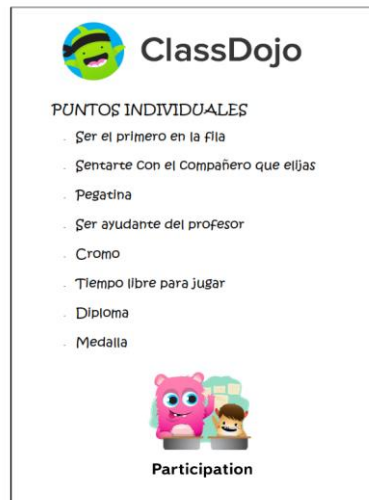 ClassDojo
PUNTOS INDIVIDUALES
Ser el primero en la fila
Sentarte con el compañero que elijas
Pegatina
Ser ayudante del profesor
Cromo
Tiempo libre para jugar
Diploma
Medalla
Participation